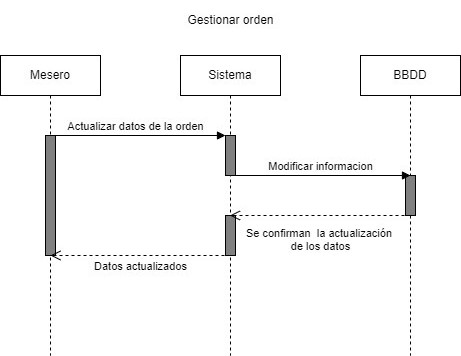 Gestionar orden
Mesero
Sistema
BBDD
Actualizar datos de la orden
Modificar informacion
Se confirman la actualización
de los datos
Datos actualizados